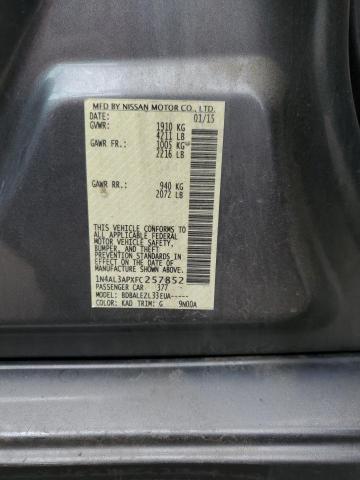 MFD BY NISSAN MOTOR CO., LTD.
DATE: 01/15
GVWR: 1910 KG
4211 LB
GAWR FR: 1005 KG
2216 LB
GAWR RR: 940 KG
2072 LB
THIS VEHICLE CONFORMS TO
ALL APPLICABLE FEDERAL
MOTOR VEHICLE SAFETY,
BUMPER, AND THEFT
PREVENTION STANDARDS IN
EFFECT ON THE DATE OF
MANUFACTURE SHOWN ABOVE.
1N4AL3APXFC257852
PASSENGER CAR 377
MODEL: BDBALEZL33EUA-----
COLOR: KAD TRIM: G 9N00A